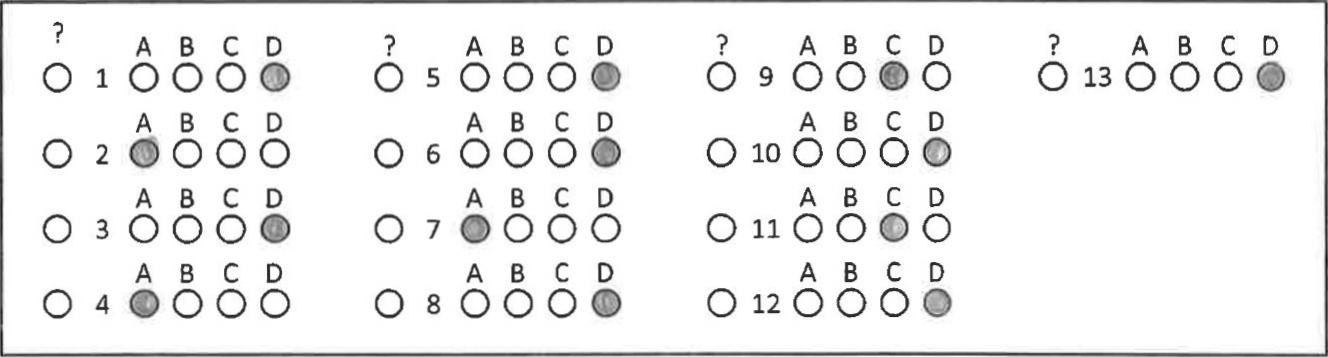 ? A B C D ? A B C D ? A B C D ? A B C D
1 5 9 13
A B C D A B C D A B C D
2 6 10
A B C D A B C D A B C D
3 7 11
A B C D A B C D A B C D
4 8 12